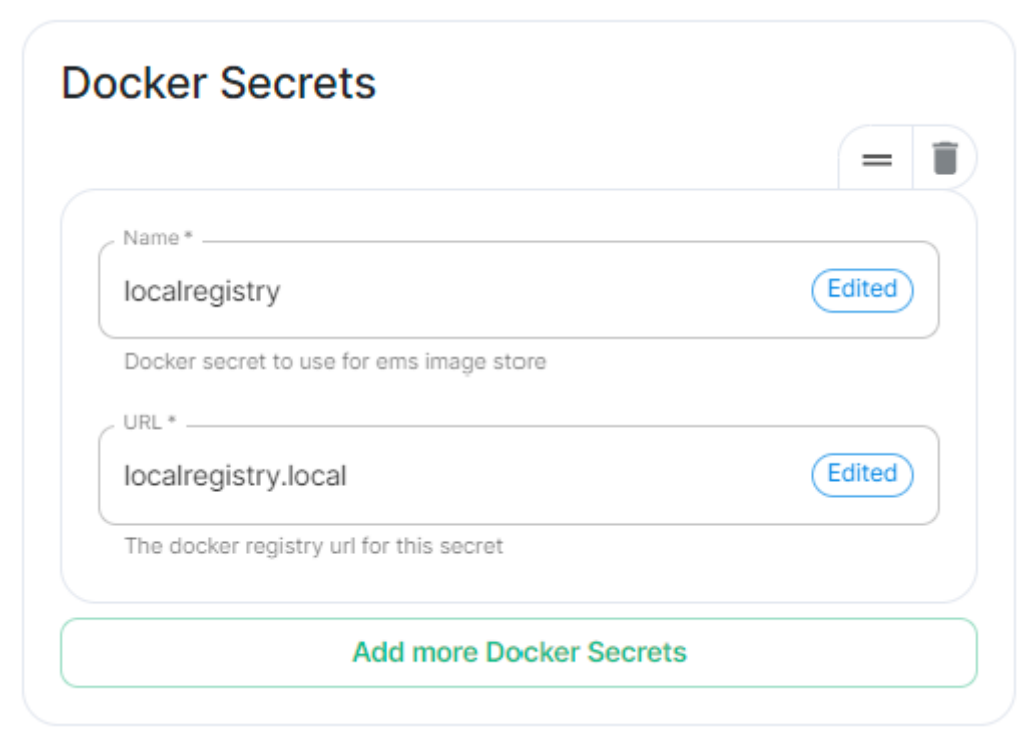 Docker Secrets
Name *
localregistry
Edited
Docker secret to use for ems image store
URL *
localregistry.local
Edited
The docker registry url for this secret
Add more Docker Secrets